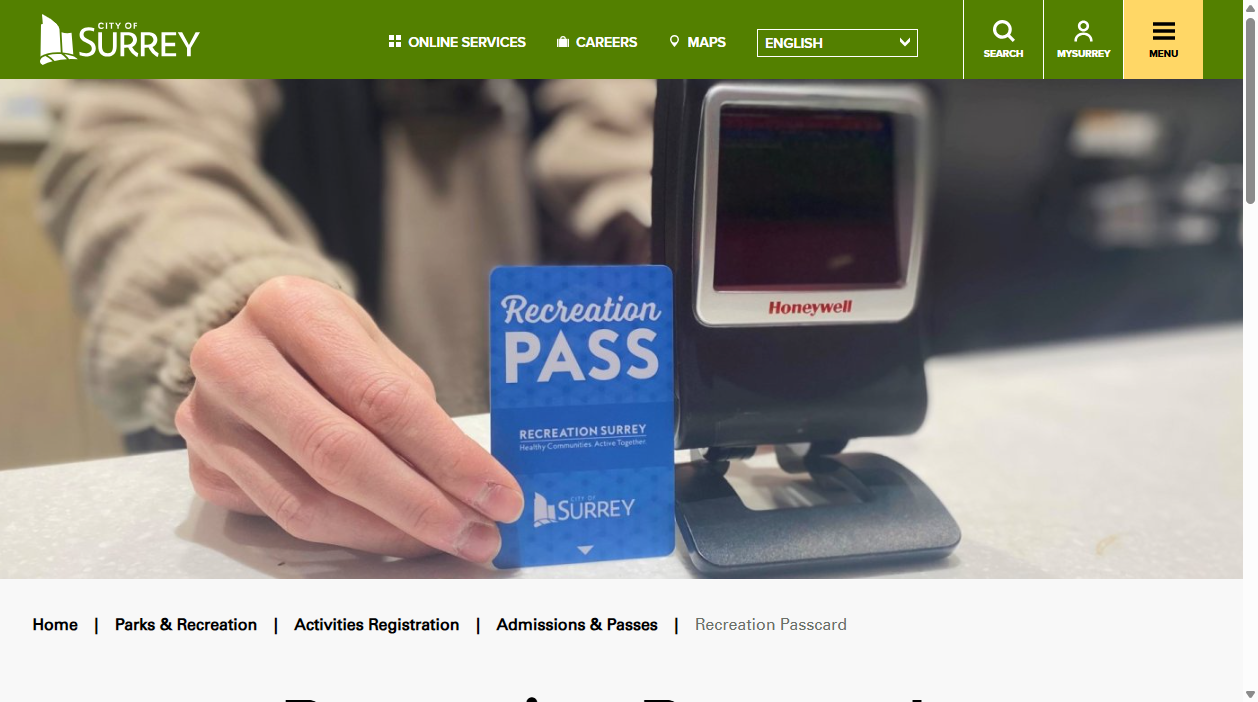 CITY OF
SURREY
ONLINE SERVICES
CAREERS
MAPS
ENGLISH
SEARCH
MYSURREY
MENU
Honeywell
Recreation
PASS
RECREATION SURREY
Healthy Communities. Active Together.
CITY OF
SURREY
Home | Parks & Recreation | Activities Registration | Admissions & Passes | Recreation Passcard